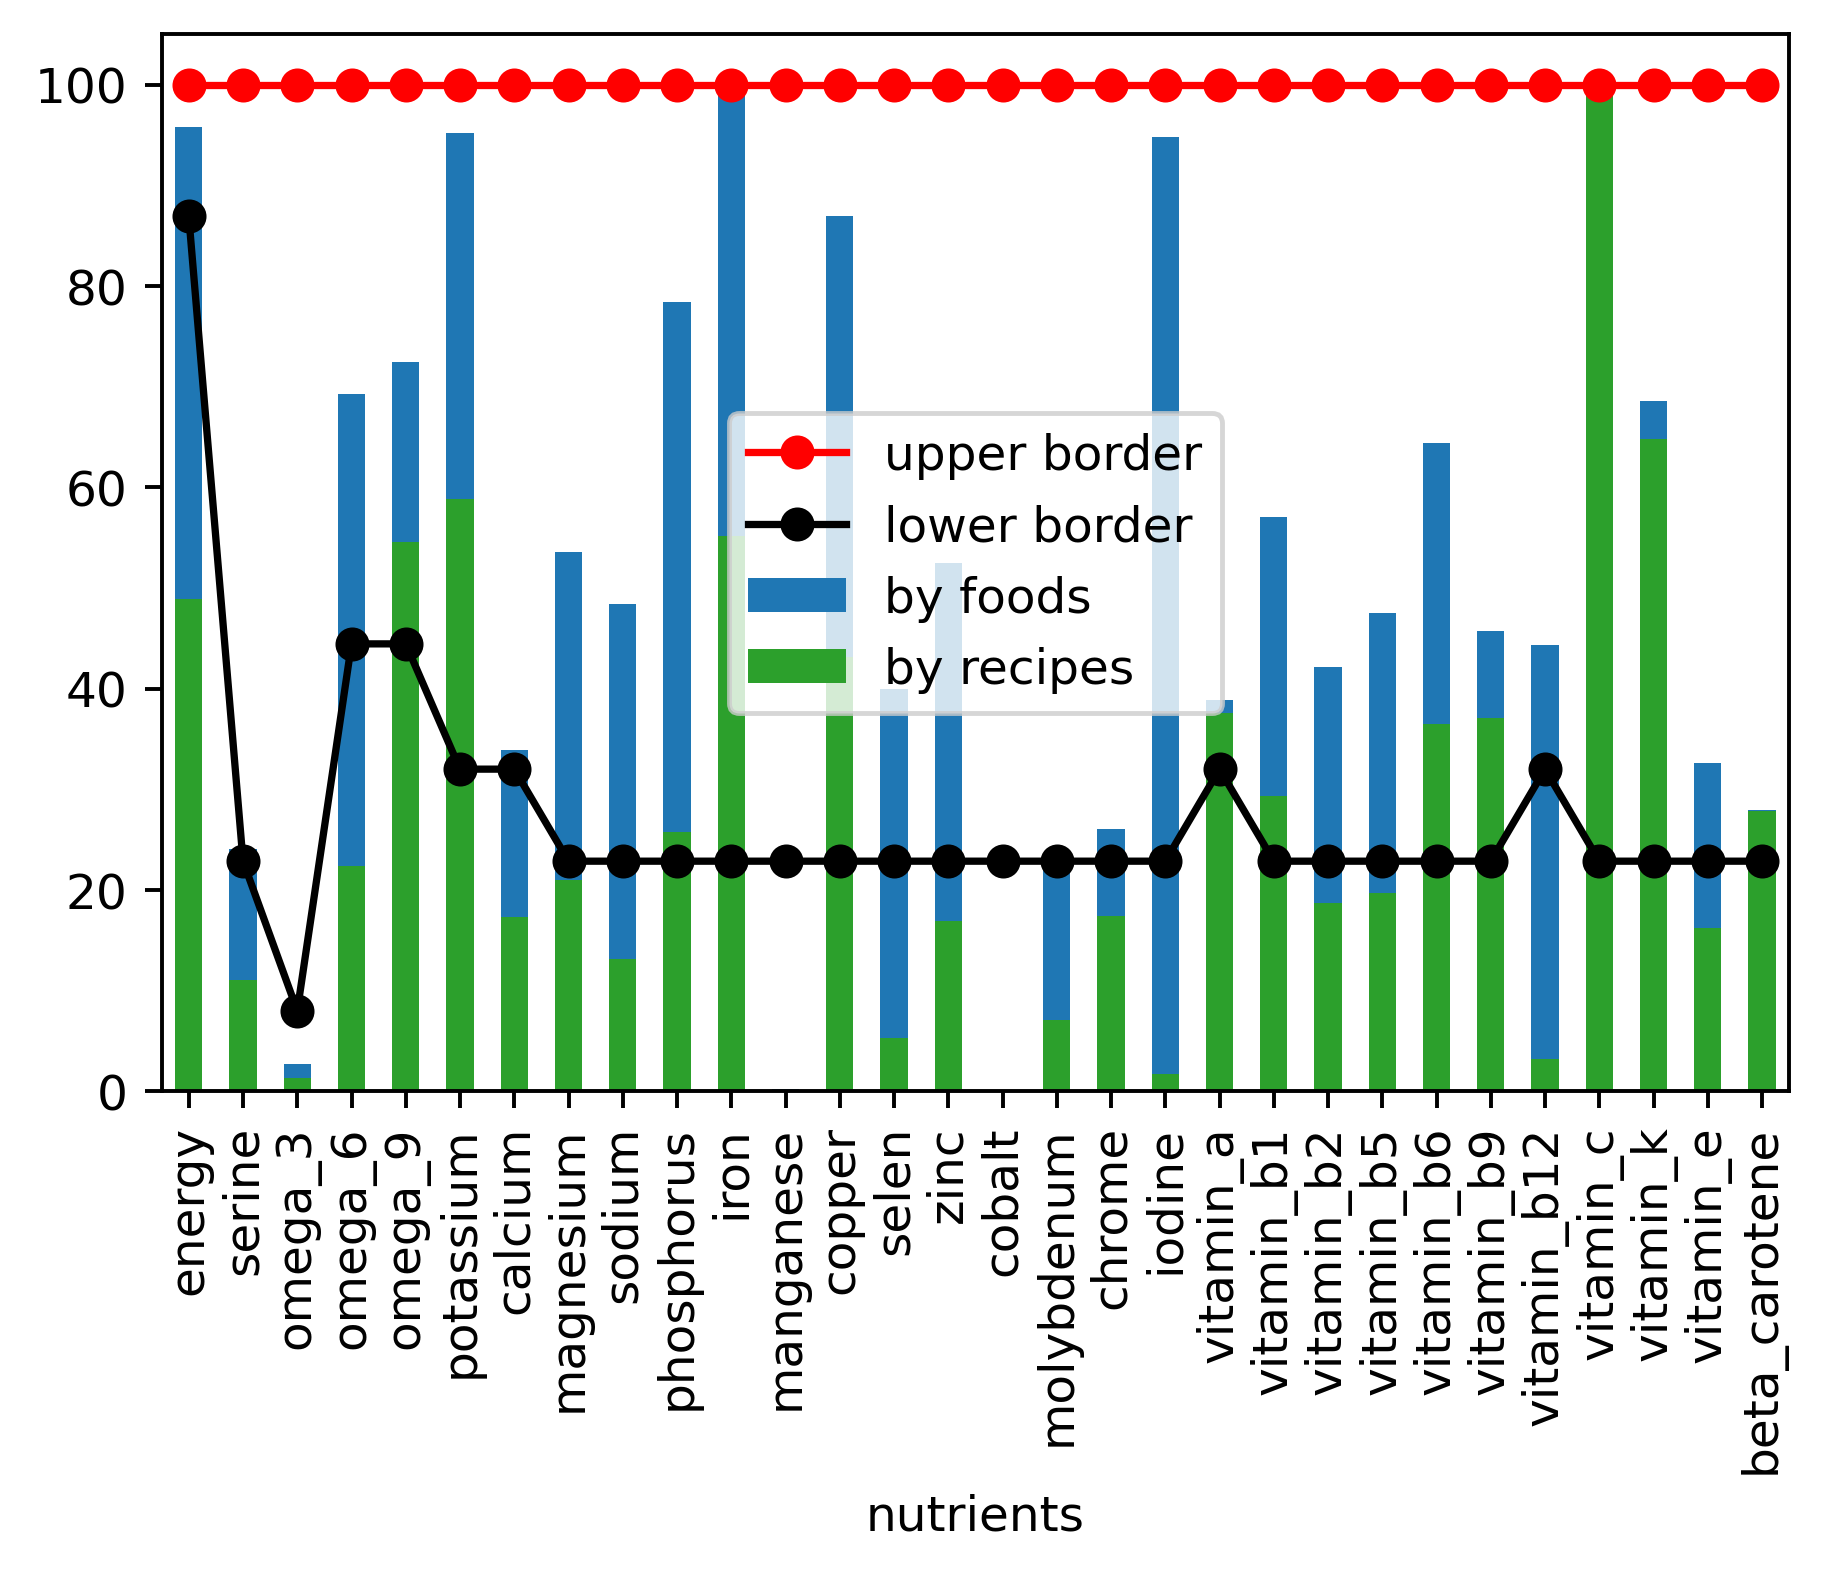 100
80
60
40
20
0
upper border
lower border
by foods
by recipes
energy
serine
omega_3
omega_6
omega_9
potassium
calcium
magnesium
sodium
phosphorus
iron
manganese
copper
selen
zinc
cobalt
molybdenum
chrome
iodine
vitamin_a
vitamin_b1
vitamin_b2
vitamin_b5
vitamin_b6
vitamin_b9
vitamin_b12
vitamin_c
vitamin_k
vitamin_e
beta_carotene
nutrients